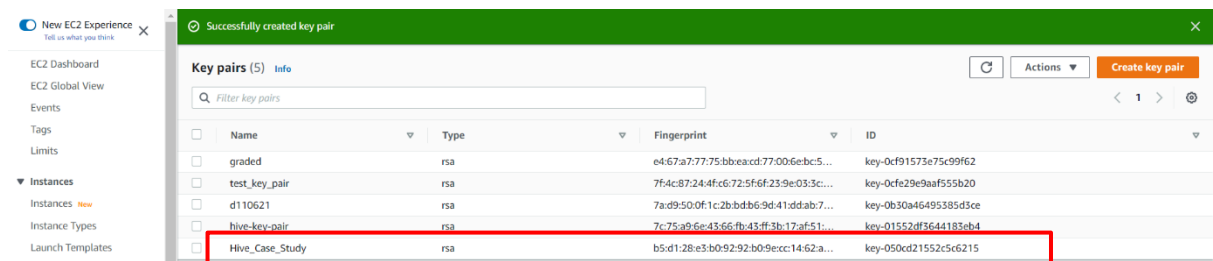 New EC2 Experience
Tell us what you think
Successfully created key pair
EC2 Dashboard
EC2 Global View
Events
Tags
Limits
Instances
Instances New
Instance Types
Launch Templates
Key pairs (5) Info
Actions
Create key pair
Filter key pairs
1
Name Type Fingerprint ID
graded rsa e4:67:a7:77:75:bb:ea:cd:77:00:6e:bc:5... key-0cf91573e75c99f62
test_key_pair rsa 7f:4c:87:24:4f:c6:72:5f:6f:23:9e:03:3c:... key-0cfe29e9aaf555b20
d110621 rsa 7a:d9:50:0f:1c:2b:bd:b6:9d:41:dd:ab:7... key-0b30a46495385d3ce
hive-key-pair rsa 7c:75:a9:6e:43:66:fb:43:ff:3b:17:af:51:... key-01552df3644183eb4
Hive_Case_Study rsa b5:d1:28:e3:b0:92:92:b0:9e:cc:14:62:a... key-050cd21552c5c6215